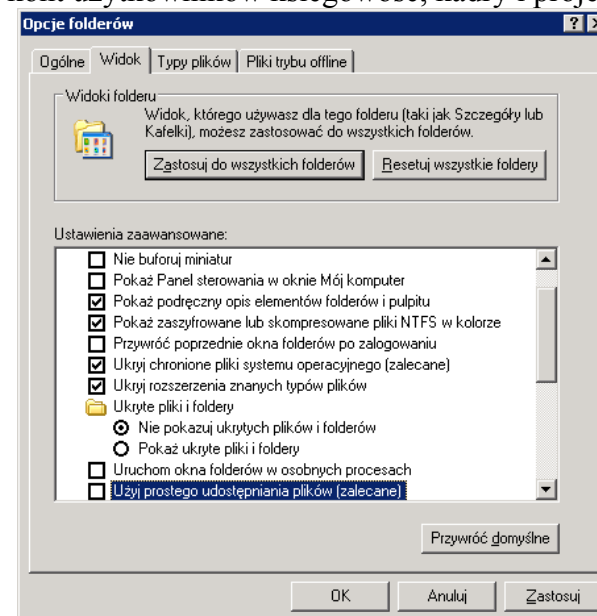 kont użytkowników księgowość, kadry i proje
Opcje folderów
Ogólne Widok Typy plików Pliki trybu offline
Widoki folderu
Widok, którego używasz dla tego folderu (taki jak Szczegóły lub
Kafelki), możesz zastosować do wszystkich folderów.
Zastosuj do wszystkich folderów Resetuj wszystkie foldery
Ustawienia zaawansowane:
Nie buforuj miniatur
Pokaż Panel sterowania w oknie Mój komputer
Pokaż podręczny opis elementów folderów i pulpitu
Pokaż zaszyfrowane lub skompresowane pliki NTFS w kolorze
Przywróć poprzednie okna folderów po zalogowaniu
Ukryj chronione pliki systemu operacyjnego (zalecane)
Ukryj rozszerzenia znanych typów plików
Ukryte pliki i foldery
Nie pokazuj ukrytych plików i folderów
Pokaż ukryte pliki i foldery
Uruchom okna folderów w osobnych procesach
Użyj prostego udostępniania plików (zalecane)
Przywróć domyślne
OK Anuluj Zastosuj